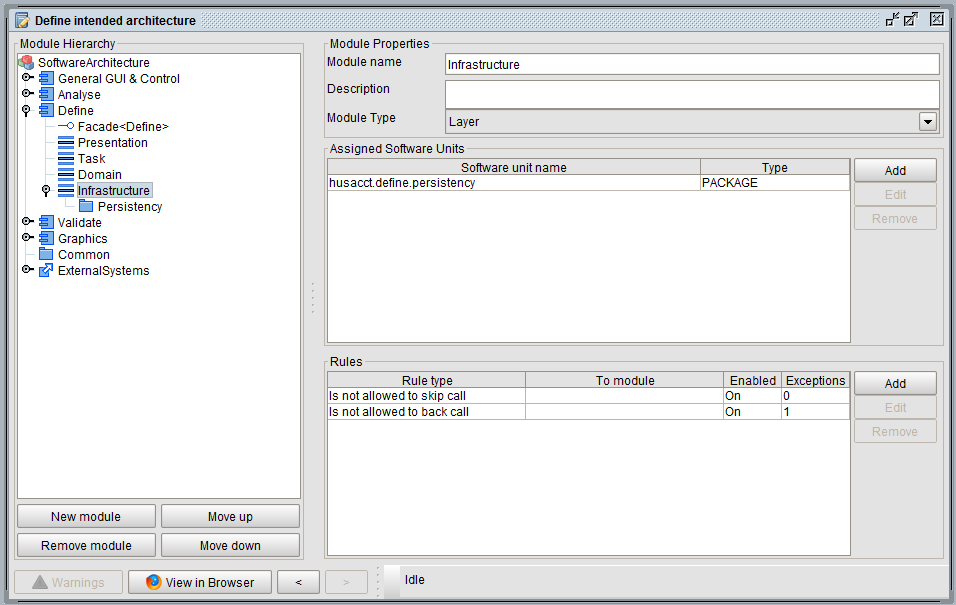 Define intended architecture
Module Hierarchy
SoftwareArchitecture
General GUI & Control
Analyse
Define
Facade<Define>
Presentation
Task
Domain
Infrastructure
Persistency
Validate
Graphics
Common
ExternalSystems
New module
Move up
Remove module
Move down
Module Properties
Module name
Infrastructure
Description
Module Type
Layer
Assigned Software Units
Software unit name Type
husacct.define.persistency PACKAGE
Add
Edit
Remove
Rules
Rule type To module Enabled Exceptions
Is not allowed to skip call On 0
Is not allowed to back call On 1
Add
Edit
Remove
Warnings
View in Browser
<
>
Idle